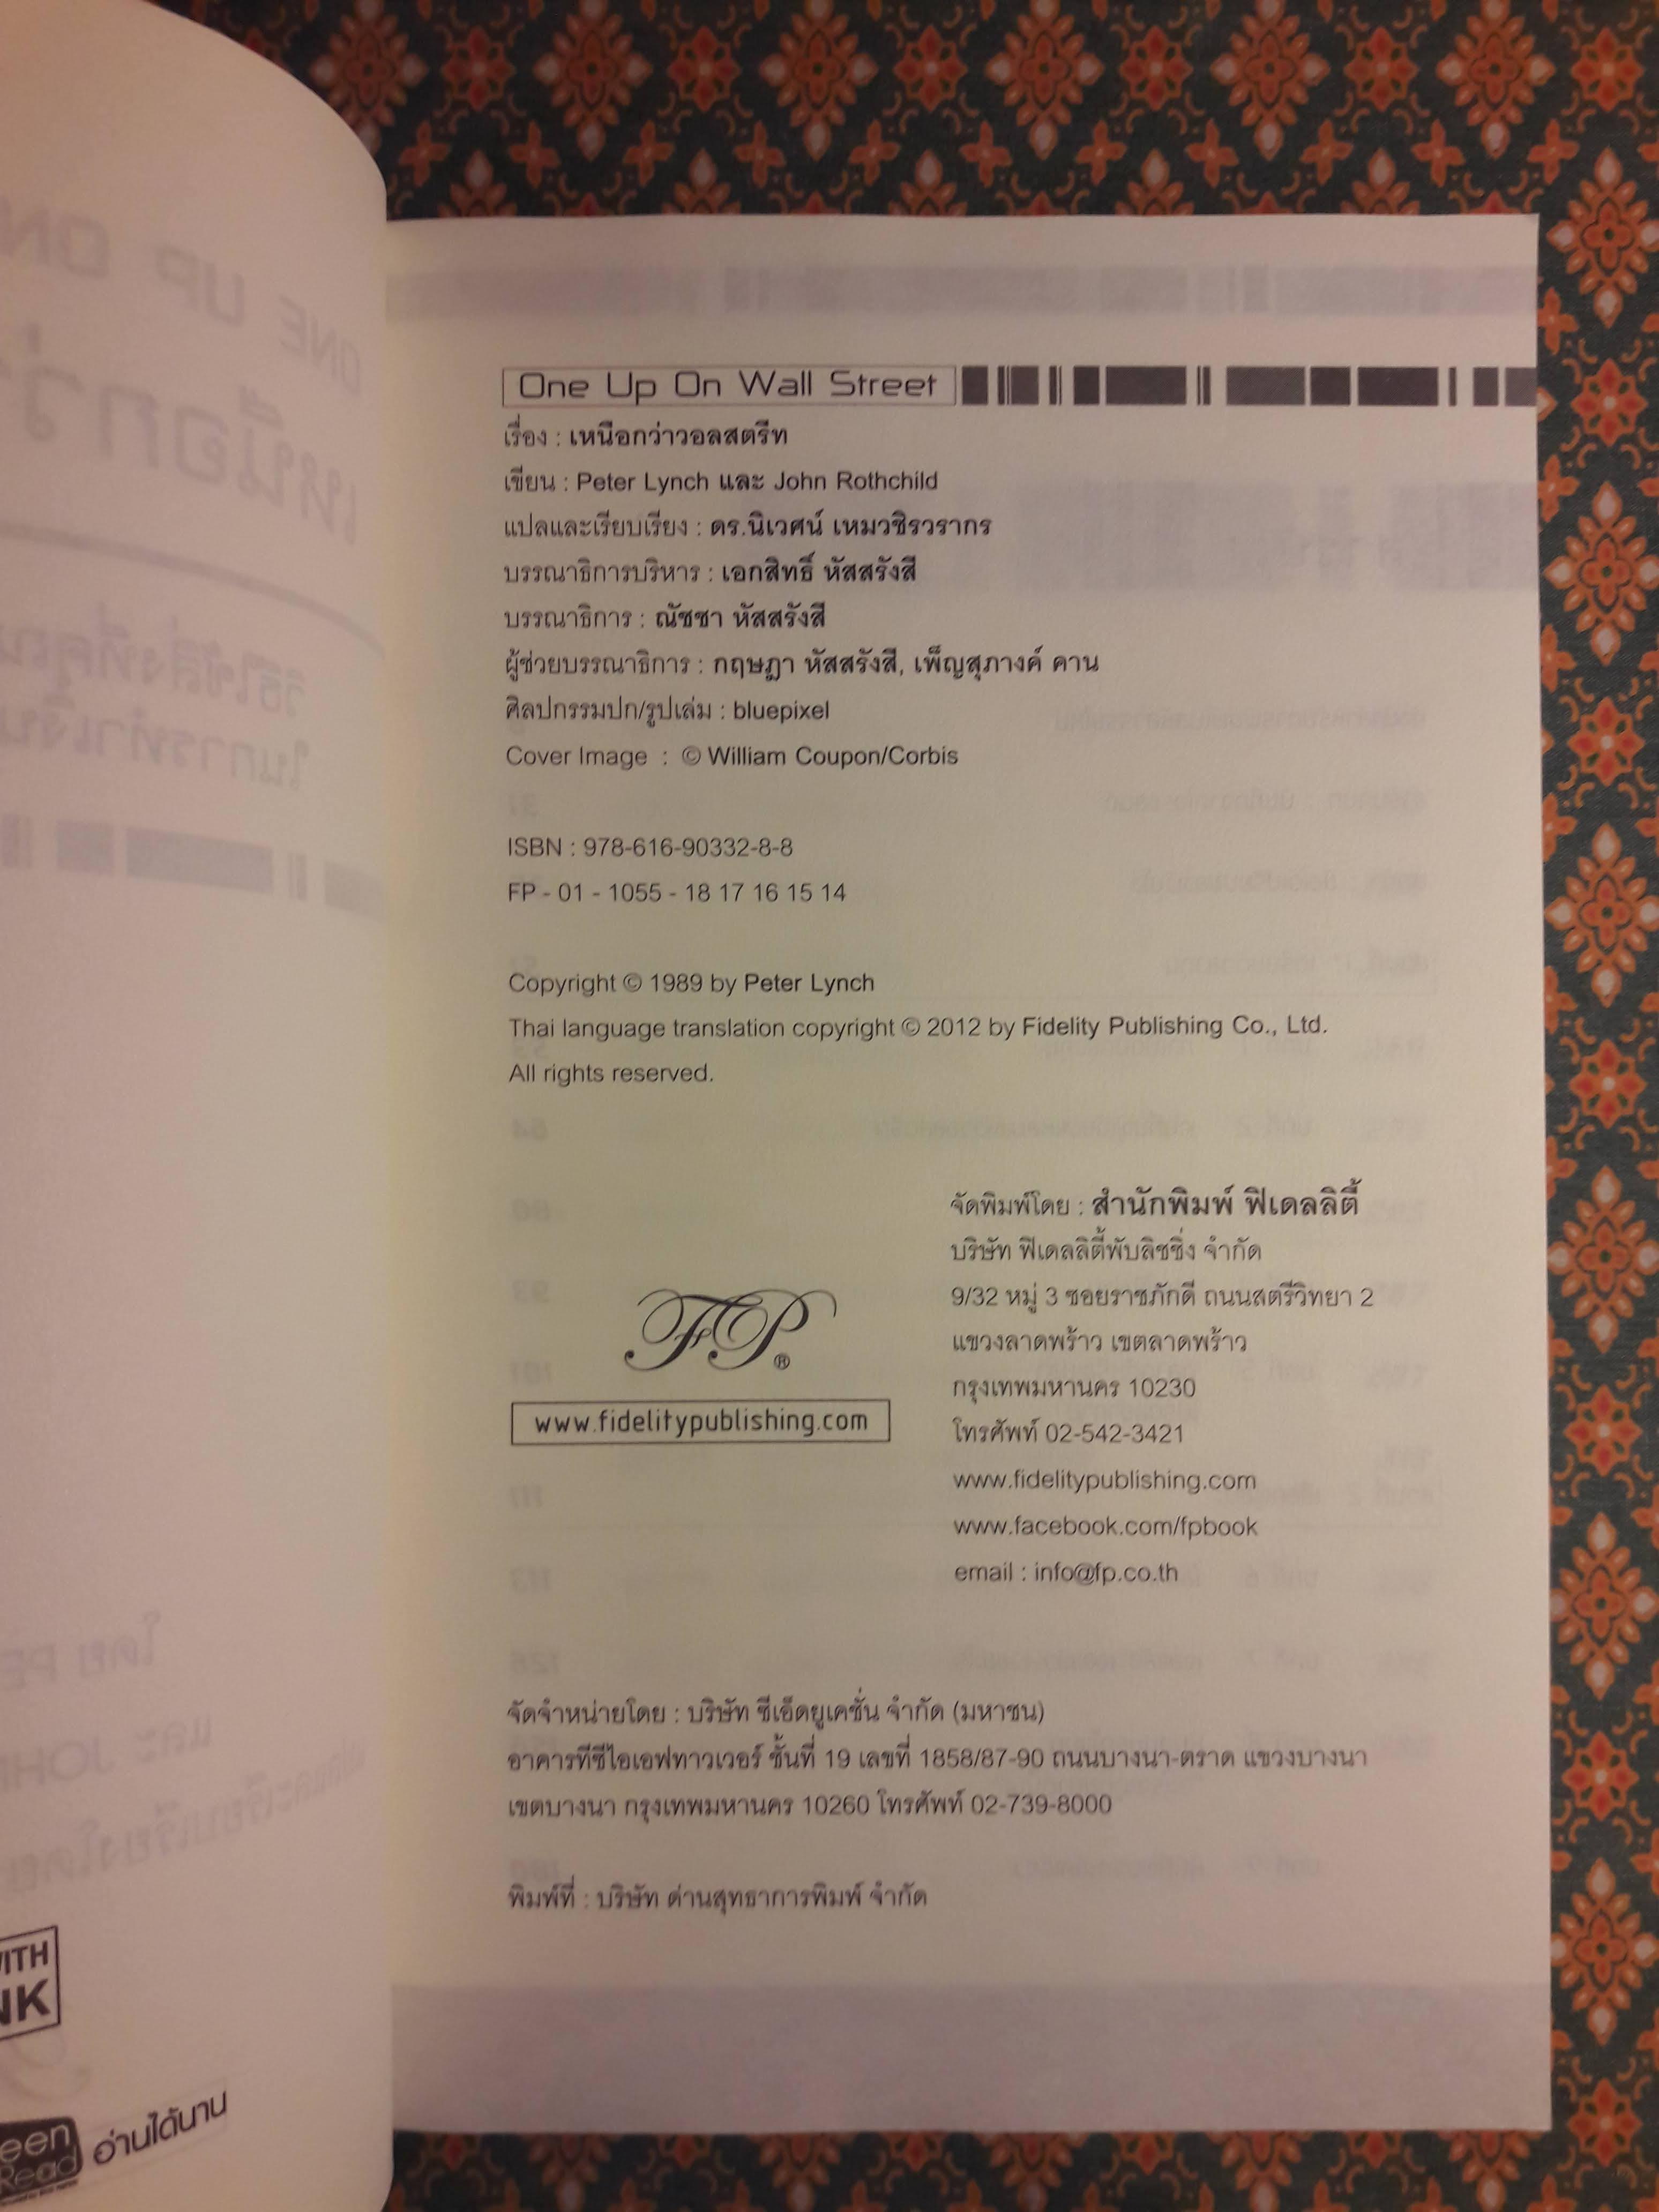 One Up On Wall Street
เรื่อง : เหนือกว่าวอลสตรีท
เขียน : Peter Lynch และ John Rothchild
แปลและเรียบเรียง : ดร.นิเวศน์ เหมวชิรวรากร
บรรณาธิการบริหาร : เอกสิทธิ์ หัสสรังสี
บรรณาธิการ : ณัชชา หัสสรังสี
ผู้ช่วยบรรณาธิการ : กฤษฎา หัสสรังสี, เพ็ญสุภางค์ คาน
ศิลปกรรมปก/รูปเล่ม : bluepixel
Cover Image : © William Coupon/Corbis
ISBN : 978-616-90332-8-8
FP - 01 - 1055 - 18 17 16 15 14
Copyright © 1989 by Peter Lynch
Thai language translation copyright © 2012 by Fidelity Publishing Co., Ltd.
All rights reserved.
FP®
www.fidelitypublishing.com
จัดพิมพ์โดย : สำนักพิมพ์ ฟิเดลลิตี้
บริษัท ฟิเดลลิตี้พับลิชชิ่ง จำกัด
9/32 หมู่ 3 ซอยราชภักดี ถนนสตรีวิทยา 2
แขวงลาดพร้าว เขตลาดพร้าว
กรุงเทพมหานคร 10230
โทรศัพท์ 02-542-3421
www.fidelitypublishing.com
www.facebook.com/fpbook
email : info@fp.co.th
จัดจำหน่ายโดย : บริษัท ซีเอ็ดยูเคชั่น จำกัด (มหาชน)
อาคารทีซีไอเอฟทาวเวอร์ ชั้นที่ 19 เลขที่ 1858/87-90 ถนนบางนา-ตราด แขวงบางนา
เขตบางนา กรุงเทพมหานคร 10260 โทรศัพท์ 02-739-8000
พิมพ์ที่ : บริษัท ด่านสุทธาการพิมพ์ จำกัด
ITH
NK
een
Read
อ่านได้นาน